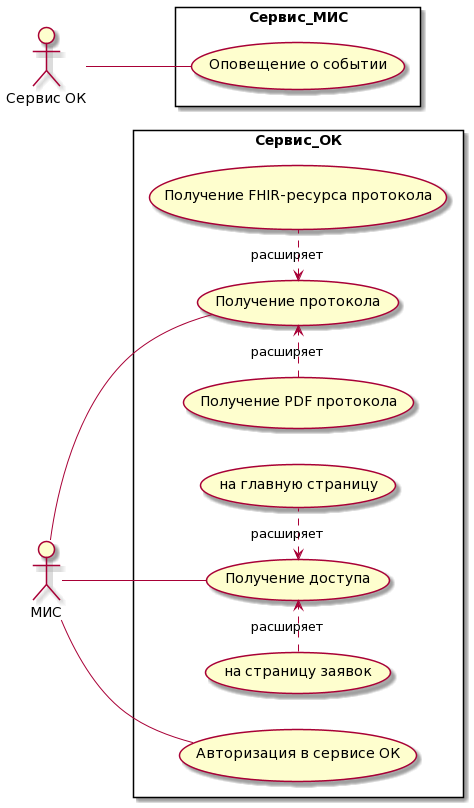 Сервис_МИС
Оповещение о событии
Сервис ОК
Сервис_ОК
Получение FHIR-ресурса протокола
расширяет
Получение протокола
расширяет
Получение PDF протокола
на главную страницу
расширяет
Получение доступа
МИС
расширяет
на страницу заявок
Авторизация в сервисе ОК